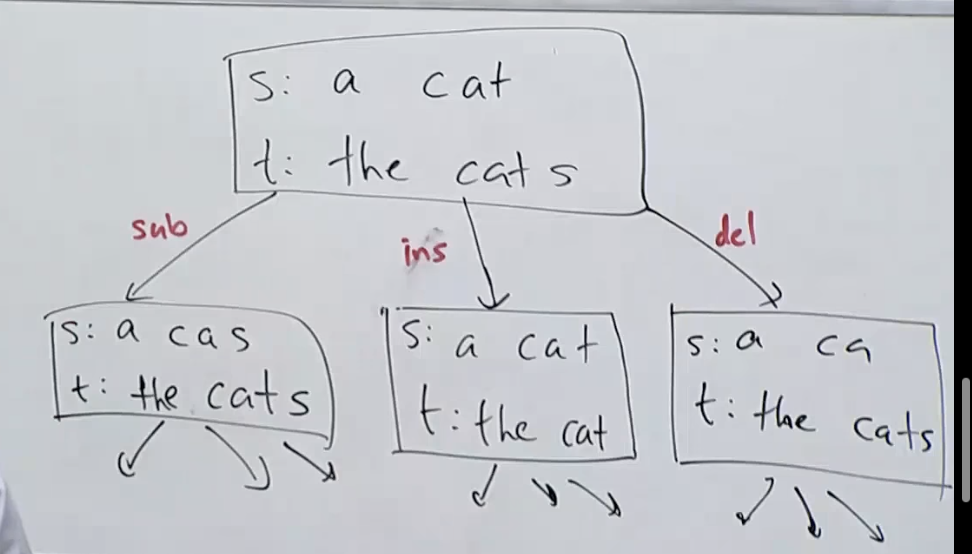 s: a cat
t: the cats
sub
ins
del
s: a cas
t: the cats
s: a cat
t: the cat
s: a ca
t: the cats